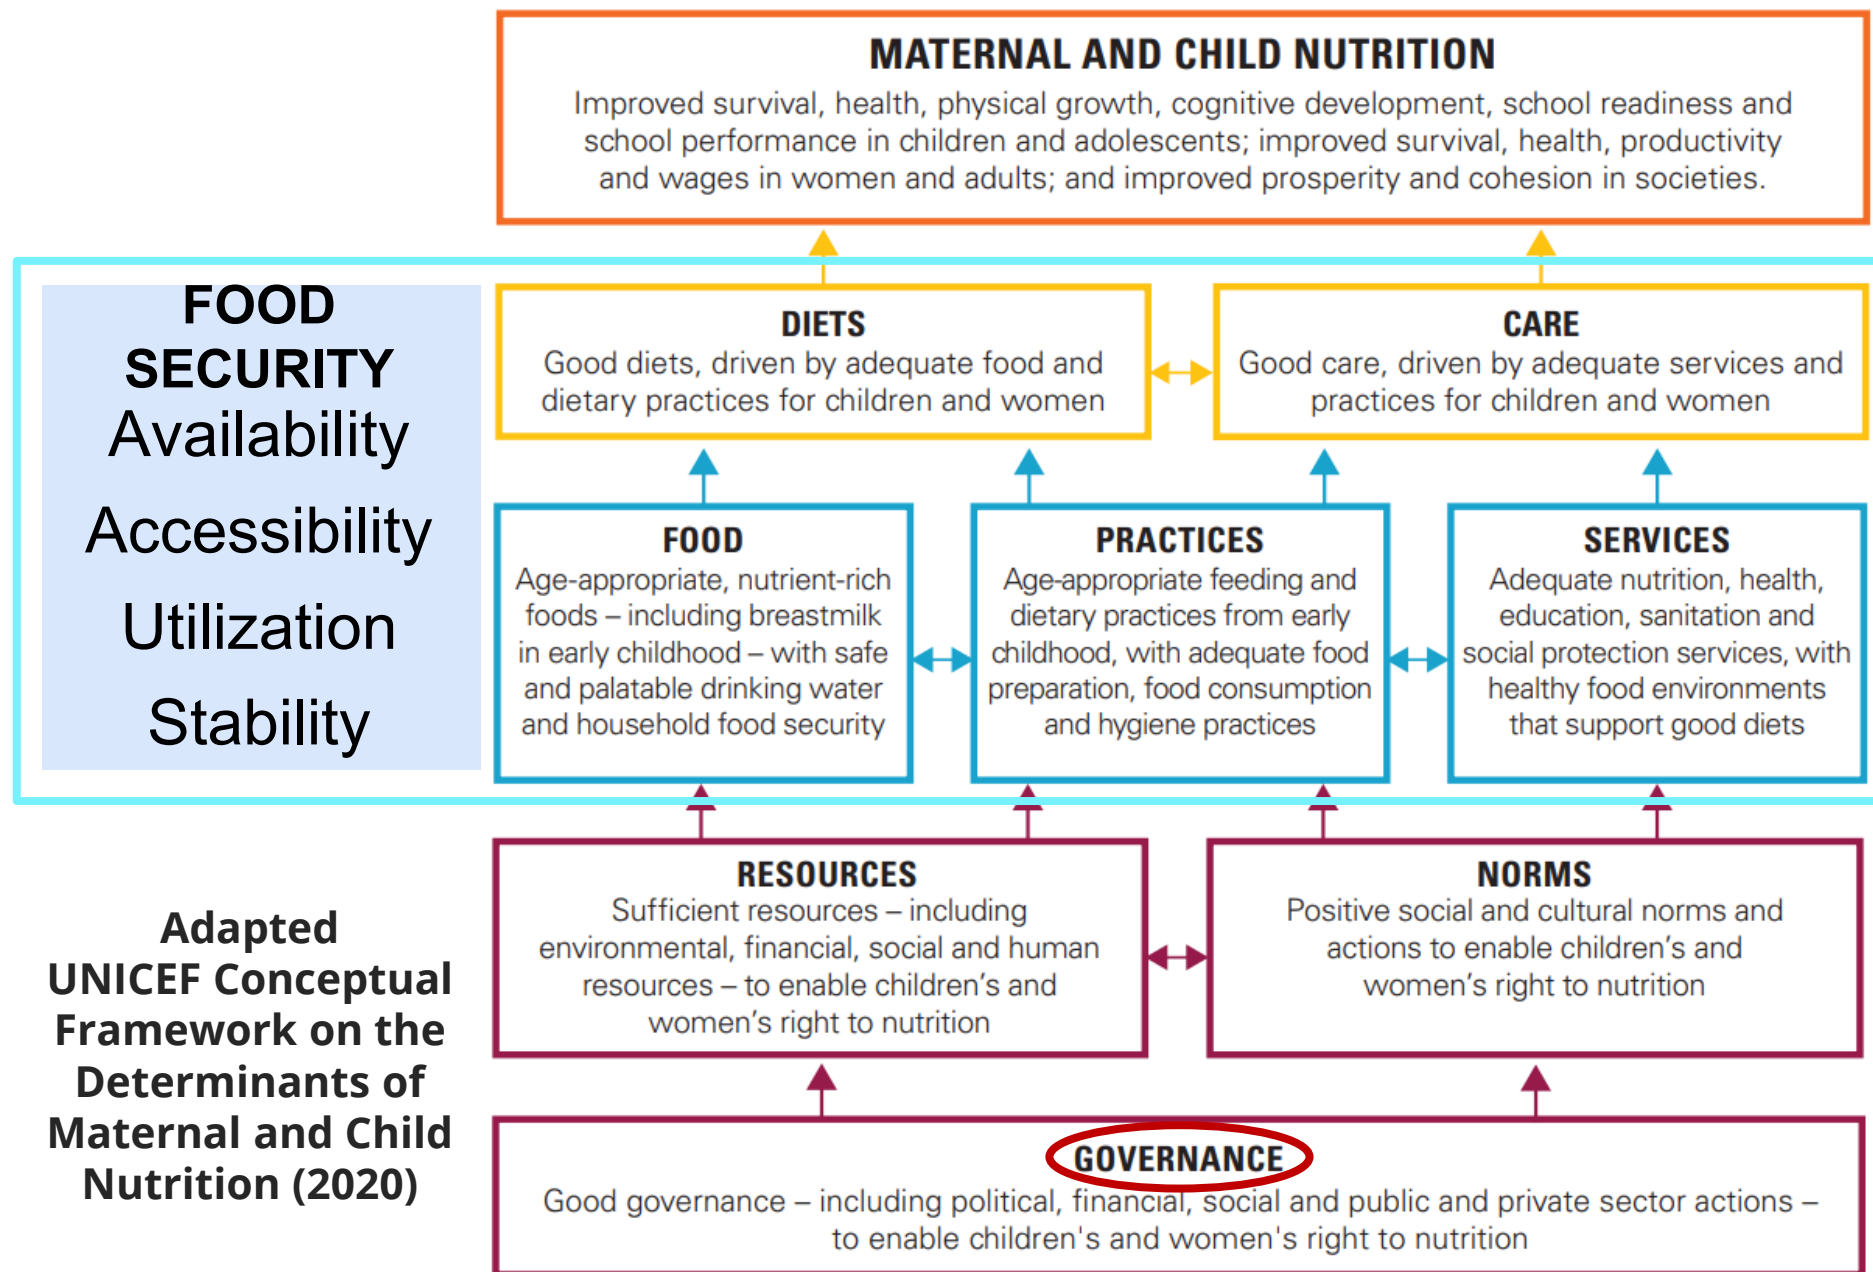 MATERNAL AND CHILD NUTRITION
Improved survival, health, physical growth, cognitive development, school readiness and
school performance in children and adolescents; improved survival, health, productivity
and wages in women and adults; and improved prosperity and cohesion in societies.
FOOD
SECURITY
Availability
Accessibility
Utilization
Stability
DIETS
Good diets, driven by adequate food and
dietary practices for children and women
CARE
Good care, driven by adequate services and
practices for children and women
FOOD
Age-appropriate, nutrient-rich
foods – including breastmilk
in early childhood – with safe
and palatable drinking water
and household food security
PRACTICES
Age-appropriate feeding and
dietary practices from early
childhood, with adequate food
preparation, food consumption
and hygiene practices
SERVICES
Adequate nutrition, health,
education, sanitation and
social protection services, with
healthy food environments
that support good diets
Adapted
UNICEF Conceptual
Framework on the
Determinants of
Maternal and Child
Nutrition (2020)
RESOURCES
Sufficient resources – including
environmental, financial, social and human
resources – to enable children’s and
women’s right to nutrition
NORMS
Positive social and cultural norms and
actions to enable children’s and
women’s right to nutrition
GOVERNANCE
Good governance – including political, financial, social and public and private sector actions –
to enable children's and women's right to nutrition